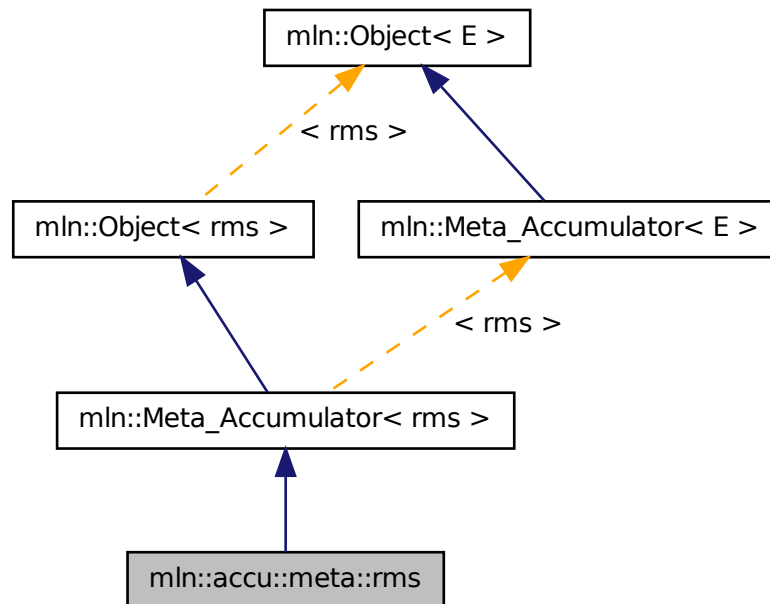 mln::Object< E >
< rms >
mln::Object< rms >
mln::Meta_Accumulator< E >
< rms >
mln::Meta_Accumulator< rms >
mln::accu::meta::rms